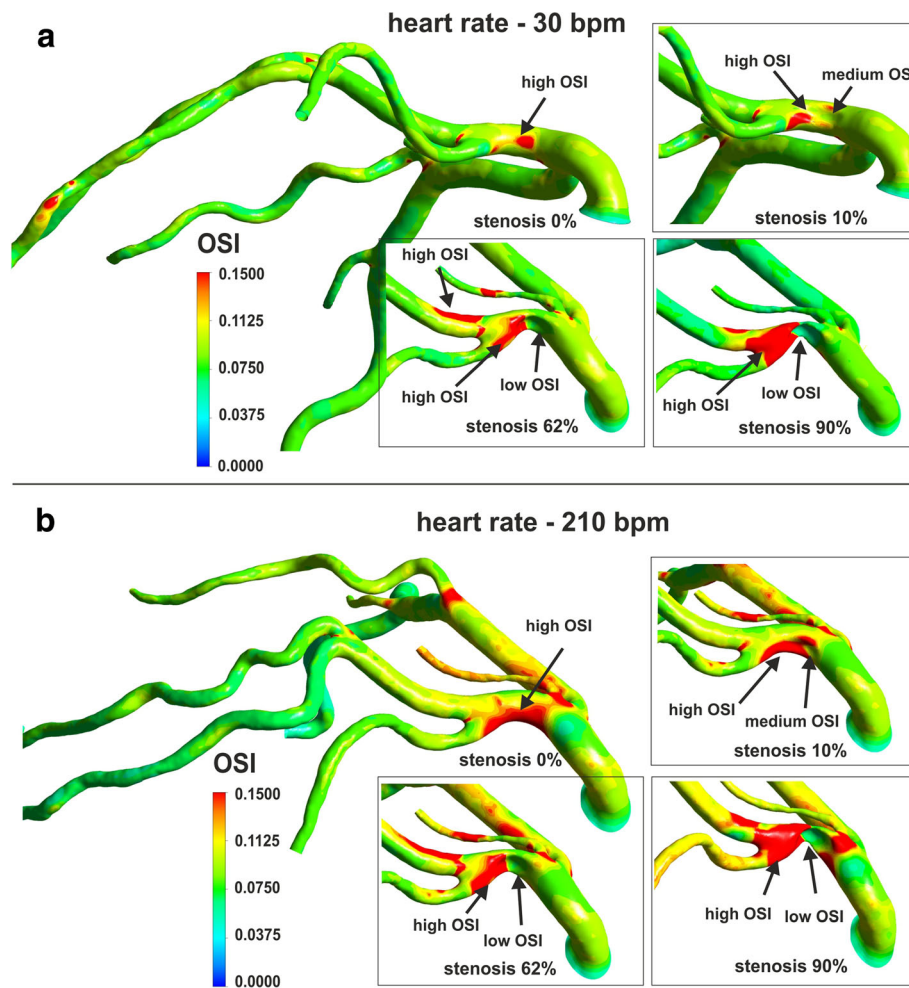 a
heart rate - 30 bpm
high OSI
high OSI
medium OS
stenosis 0%
stenosis 10%
OSI
0.1500
0.1125
0.0750
0.0375
0.0000
high OSI
high OSI
low OSI
stenosis 62%
high OSI
low OSI
stenosis 90%
b
heart rate - 210 bpm
high OSI
stenosis 0%
high OSI
medium OSI
stenosis 10%
OSI
0.1500
0.1125
0.0750
0.0375
0.0000
high OSI
low OSI
stenosis 62%
high OSI
low OSI
stenosis 90%